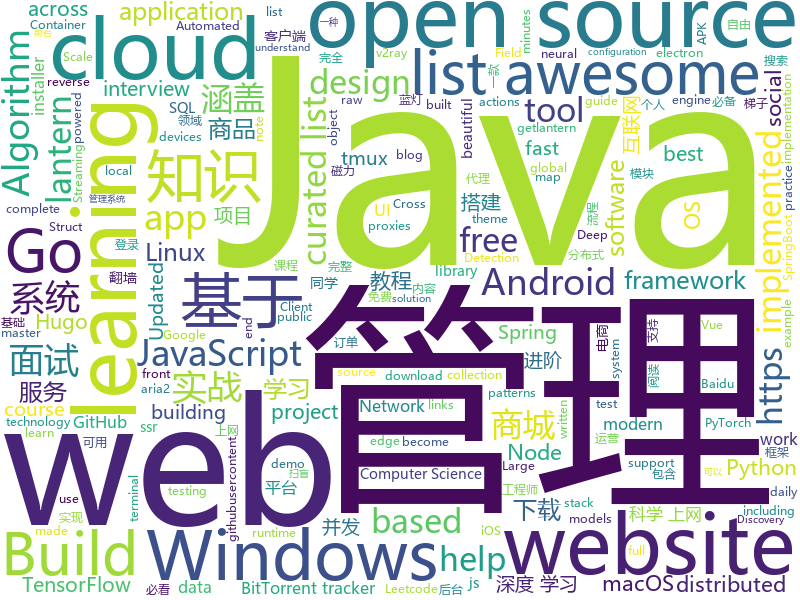 across
application
cloud
open source
Container
Automated
客户端
understand
完全
一种
APK
自由
list
minutes
搜索
必备
installer
reverse
Scale
interview
design
涵盖
v2ray
electron
Field
social
Algorithm
lantern
SQL
领域
商品
curated list
蓝灯
built
actions
个人
梯子
engine
powered
Streaming
note
devices
object
awesome
list
tool
beautiful
raw
neural
configuration
guide
互联网
implementation
知识
tmux
blog
getlantern
fast
global
best
map
practice
local
项目
搭建
代理
磁力
Cross
theme
UI
模块
Java
complete
管理系统
app
proxies
software
implemented
Struct
登录
Go
learning
Linux
free
OS
流程
SpringBoot
课程
完整
Deep
Detection
分布式
library
翻墙
Hugo
Updated
基于
教程
Android
framework
系统
同学
内容
免费
solution
基础
master
Google
Client
public
end
Spring
example
面试
JavaScript
进阶
订单
system
电商
支持
Vue
阅读
服务
实战
学习
管理
https
course
front
building
project
source
download
collection
patterns
Baidu
links
technology
GitHub
aria2
商城
test
PyTorch
learn
ssr
Network
edge
become
written
modern
work
web
可用
上网
demo
Computer Science
Node
运营
daily
框架
包含
use
terminal
平台
githubusercontent
Large
support
Python
testing
Windows
website
工程师
stack
made
可以
Build
并发
based
下载
科学 上网
including
runtime
iOS
models
js
Discovery
full
实现
扫盲
help
TensorFlow
data
BitTorrent tracker
深度 学习
macOS
distributed
必看
Leetcode
后台